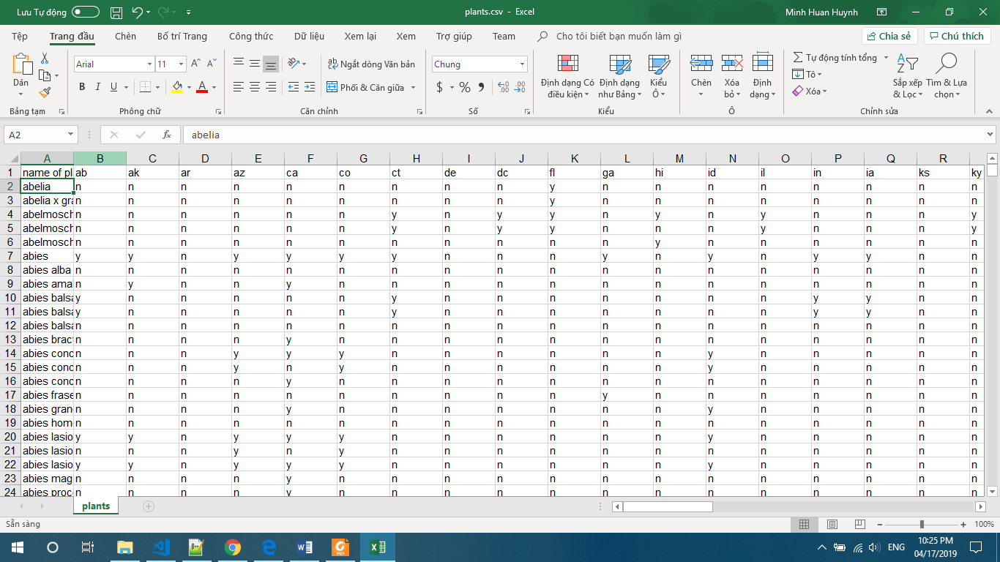 Lưu Tự động
plants.csv - Excel
Minh Huan Huynh
Tệp Trang đầu Chèn Bố trí Trang Công thức Dữ liệu Xem lại Xem Trợ giúp Team Cho tôi biết bạn muốn làm gì Chia sẻ Chú thích
Dán
Bảng tạm
Arial 11
B I U
Phông chữ
Ngắt dòng Văn bản
Phối & Căn giữa
Căn chỉnh
Chung
$ % ,
Số
Định dạng Có điều kiện
Định dạng như Bảng
Kiểu Ô
Kiểu
Chèn
Xóa bỏ
Định dạng
Ô
Tự động tính tổng
Tô
Xóa
Sắp xếp & Lọc
Tìm & Lựa chọn
Chỉnh sửa
A2 fx abelia
A B C D E F G H I J K L M N O P Q R
1 name of pl ab ak ar az ca co ct de dc fl ga hi id il in ia ks ky
2 abelia n n n n n n n n n y n n n n n n n n
3 abelia x gra n n n n n n n n n y n n n n n n n n
4 abelmosch n n n n n n y n y y n y n y n n n y
5 abelmosch n n n n n n y n y y n n n y n n n y
6 abelmosch n n n n n n n n n n n y n n n n n n
7 abies y y n y y y y n n n y n y n y y n n
8 abies alba n n n n n n n n n n n n n n n n n n
9 abies ama n y n n y n n n n n n n n n n n n n
10 abies balsa y n n n n n y n n n n n n n y y n n
11 abies balsa y n n n n n y n n n n n n n y y n n
12 abies balsa n n n n n n n n n n n n n n n n n n
13 abies brac n n n n y n n n n n n n n n n n n n
14 abies conc n n n y y y n n n n n n y n n n n n
15 abies conc n n n y n y n n n n n n y n n n n n
16 abies conc n n n n y n n n n n n n n n n n n n
17 abies frase n n n n n n n n n n y n n n n n n n
18 abies gran n n n n y n n n n n n n y n n n n n
19 abies hom n n n n n n n n n n n n n n n n n n
20 abies lasio y y n y y y n n n n n n y n n n n n
21 abies lasio n n n y n y n n n n n n n n n n n n
22 abies lasio y y n y y y n n n n n n y n n n n n
23 abies mag n n n n y n n n n n n n n n n n n n
24 abies proc n n n n y n n n n n n n n n n n n n
plants
Sẵn sàng
100%
ENG
10:25 PM
04/17/2019